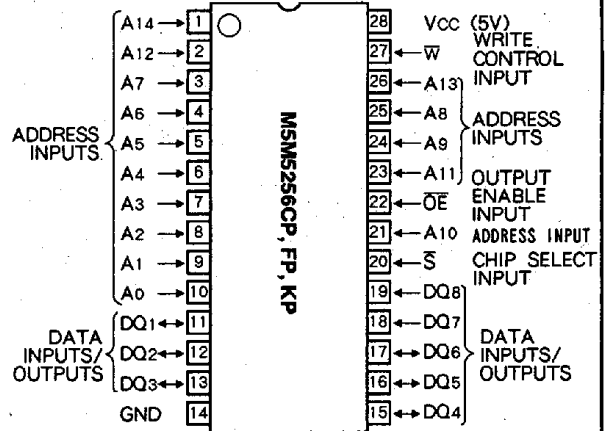 A14 → 1
A12 → 2
A7 → 3
A6 → 4
A5 → 5
A4 → 6
A3 → 7
A2 → 8
A1 → 9
A0 → 10
DQ1 ↔ 11
DQ2 ↔ 12
DQ3 ↔ 13
GND 14
ADDRESS
INPUTS
DATA
INPUTS/
OUTPUTS
M5M5256CP, FP, KP
28 VCC (5V)
27 ← W̅ WRITE
CONTROL
INPUT
26 ← A13
25 ← A8
24 ← A9
23 ← A11
ADDRESS
INPUTS
22 ← O̅E̅ OUTPUT
ENABLE
INPUT
21 ← A10 ADDRESS INPUT
20 ← S̅ CHIP SELECT
INPUT
19 ← DQ8
18 ← DQ7
17 ↔ DQ6
16 ↔ DQ5
15 ↔ DQ4
DATA
INPUTS/
OUTPUTS